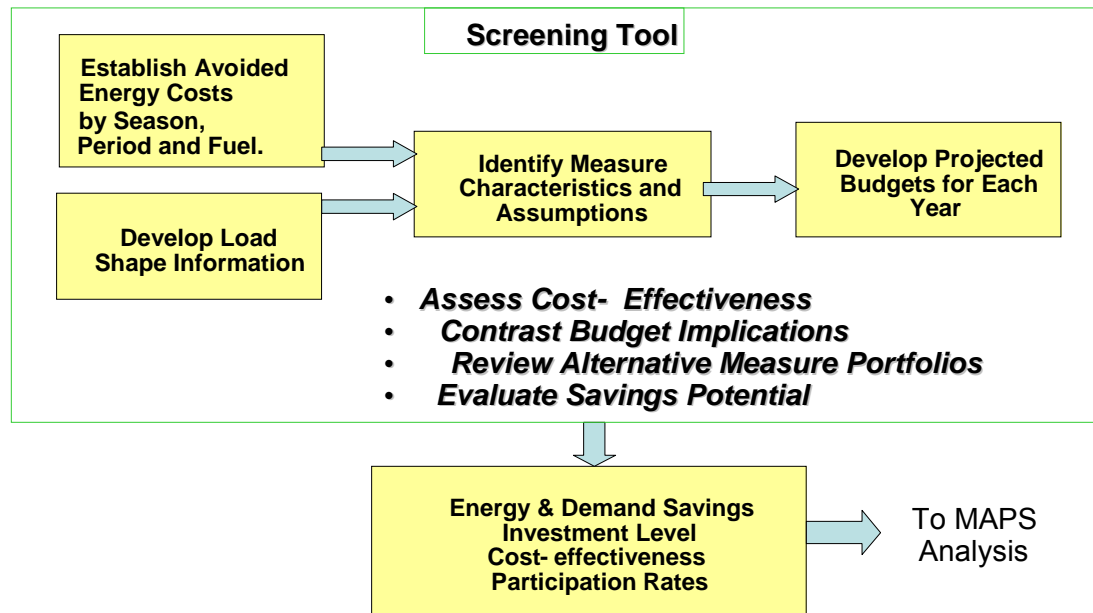 Screening Tool
Establish Avoided
Energy Costs
by Season,
Period and Fuel.
Develop Load
Shape Information
Identify Measure
Characteristics and
Assumptions
Develop Projected
Budgets for Each
Year
• Assess Cost- Effectiveness
• Contrast Budget Implications
• Review Alternative Measure Portfolios
• Evaluate Savings Potential
Energy & Demand Savings
Investment Level
Cost- effectiveness
Participation Rates
To MAPS
Analysis